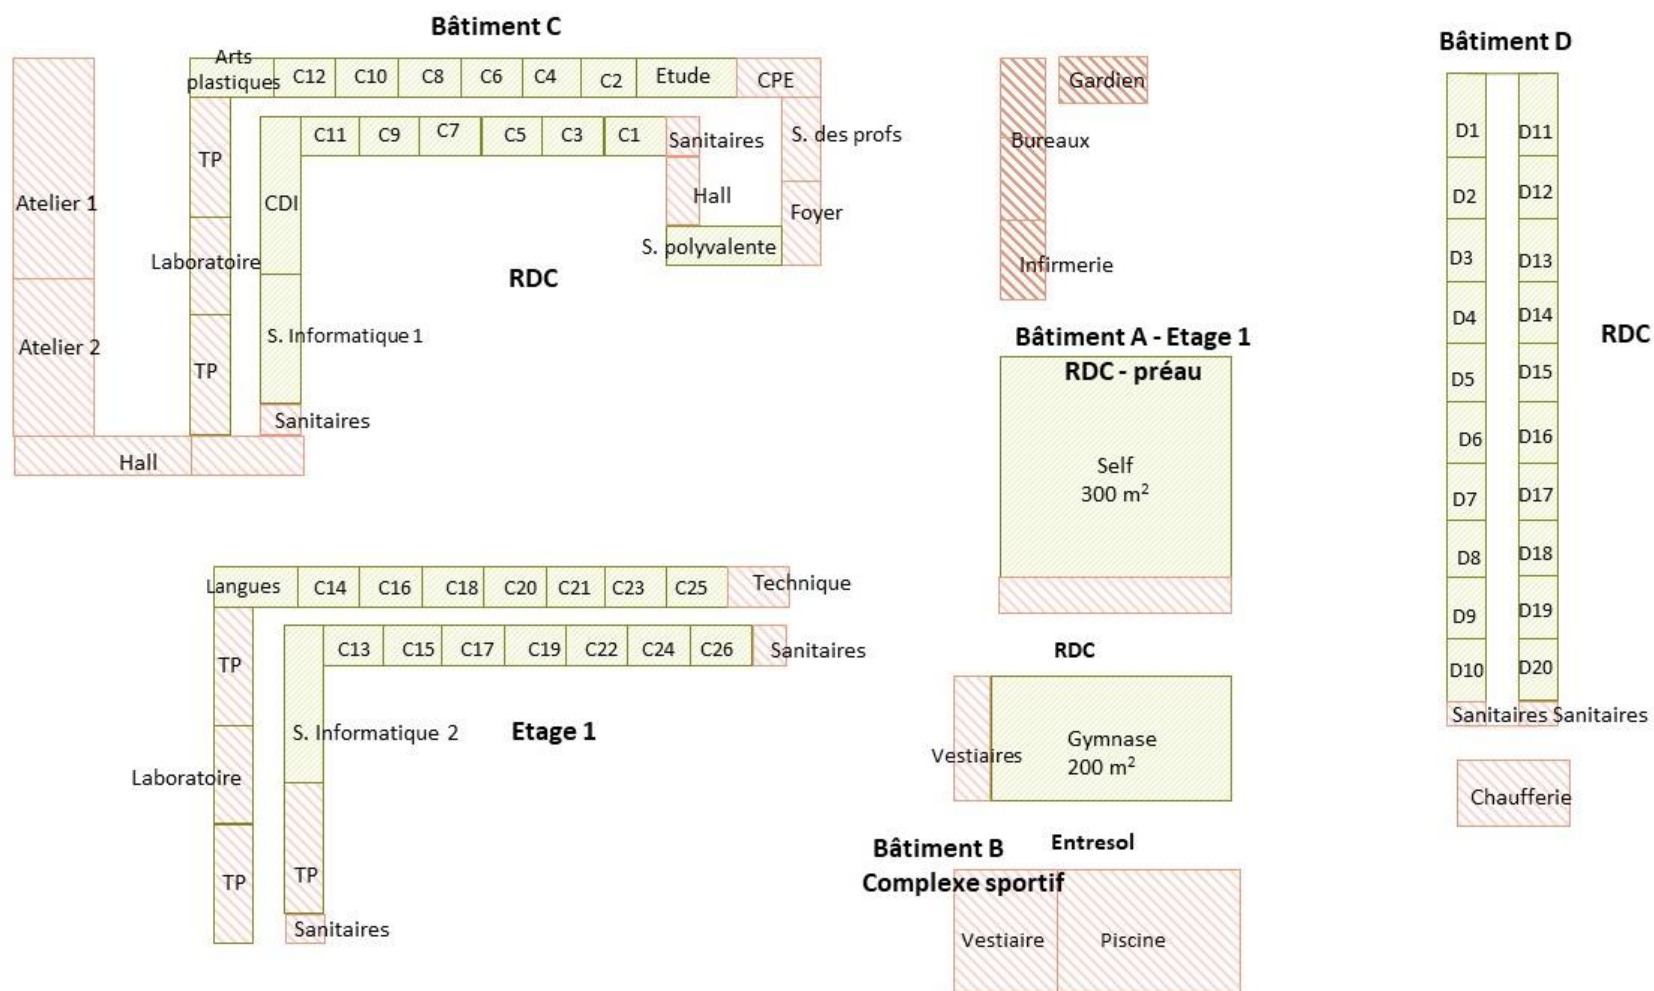 Bâtiment C
Arts
plastiques
C12
C10
C8
C6
C4
C2
Etude
CPE
C11
C9
C7
C5
C3
C1
Sanitaires
S. des profs
TP
CDI
Hall
Foyer
Atelier 1
Laboratoire
S. polyvalente
RDC
Atelier 2
S. Informatique 1
TP
Sanitaires
Hall
Langues
C14
C16
C18
C20
C21
C23
C25
Technique
C13
C15
C17
C19
C22
C24
C26
Sanitaires
TP
S. Informatique 2
Etage 1
Laboratoire
TP
TP
Sanitaires
Gardien
Bureaux
Infirmerie
Bâtiment A - Etage 1
RDC - préau
Self
300 m²
RDC
Vestiaires
Gymnase
200 m²
Bâtiment B
Complexe sportif
Entresol
Vestiaire
Piscine
Bâtiment D
D1
D11
D2
D12
D3
D13
D4
D14
RDC
D5
D15
D6
D16
D7
D17
D8
D18
D9
D19
D10
D20
Sanitaires Sanitaires
Chaufferie